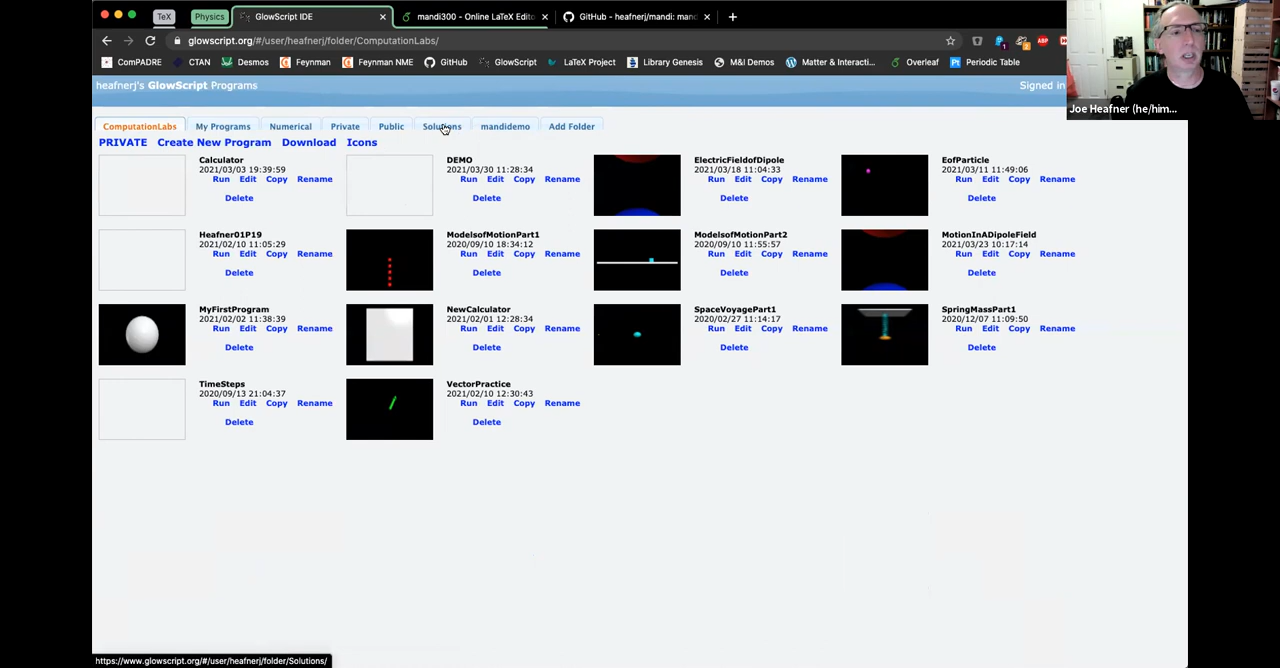 TeX Physics GlowScript IDE mandi300 - Online LaTeX Edito GitHub - heafnerj/mandi: mand
glowscript.org/#/user/heafnerj/folder/ComputationLabs/
ComPADRE CTAN Desmos Feynman Feynman NME GitHub GlowScript LaTeX Project Library Genesis M&I Demos Matter & Interacti... Overleaf Periodic Table
heafnerj's GlowScript Programs Signed in
Joe Heafner (he/him...
ComputationLabs My Programs Numerical Private Public Solutions mandidemo Add Folder
PRIVATE Create New Program Download Icons
Calculator DEMO ElectricFieldofDipole EofParticle
2021/03/03 19:39:59 2021/03/30 11:28:34 2021/03/18 11:04:33 2021/03/11 11:49:06
Run Edit Copy Rename Run Edit Copy Rename Run Edit Copy Rename Run Edit Copy Rename
Delete Delete Delete Delete
Heafner01P19 ModelsofMotionPart1 ModelsofMotionPart2 MotionInADipoleField
2021/02/10 11:05:29 2020/09/10 18:34:12 2020/09/10 11:55:57 2021/03/23 10:17:14
Run Edit Copy Rename Run Edit Copy Rename Run Edit Copy Rename Run Edit Copy Rename
Delete Delete Delete Delete
MyFirstProgram NewCalculator SpaceVoyagePart1 SpringMassPart1
2021/02/02 11:38:39 2021/02/01 12:28:34 2020/02/27 11:14:17 2020/12/07 11:09:50
Run Edit Copy Rename Run Edit Copy Rename Run Edit Copy Rename Run Edit Copy Rename
Delete Delete Delete Delete
TimeSteps VectorPractice
2020/09/13 21:04:37 2021/02/10 12:30:43
Run Edit Copy Rename Run Edit Copy Rename
Delete Delete
https://www.glowscript.org/#/user/heafnerj/folder/Solutions/